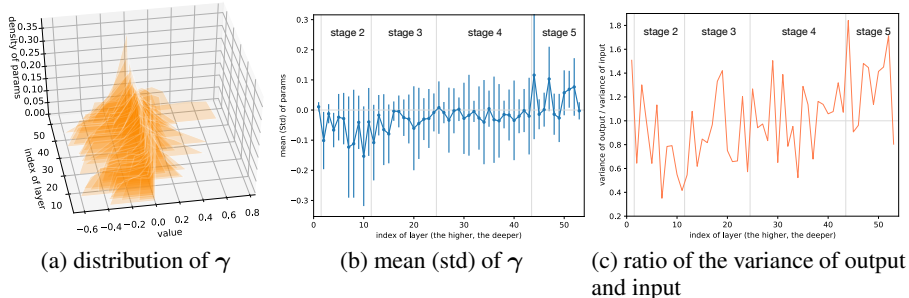 density of params
0.35
0.30
0.25
0.20
0.15
0.10
0.05
0.00
50
40
30
20
10
index of layer
-0.6 -0.4 -0.2 0.0 0.2 0.4 0.6 0.8
value
(a) distribution of γ
mean (Std) of params
0.3
0.2
0.1
0.0
−0.1
−0.2
−0.3
stage 2 stage 3 stage 4 stage 5
0 10 20 30 40 50
index of layer (the higher, the deeper)
(b) mean (std) of γ
variance of output / variance of input
1.8
1.6
1.4
1.2
1.0
0.8
0.6
0.4
0.2
stage 2 stage 3 stage 4 stage 5
0 10 20 30 40 50
index of layer (the higher, the deeper)
(c) ratio of the variance of output
and input